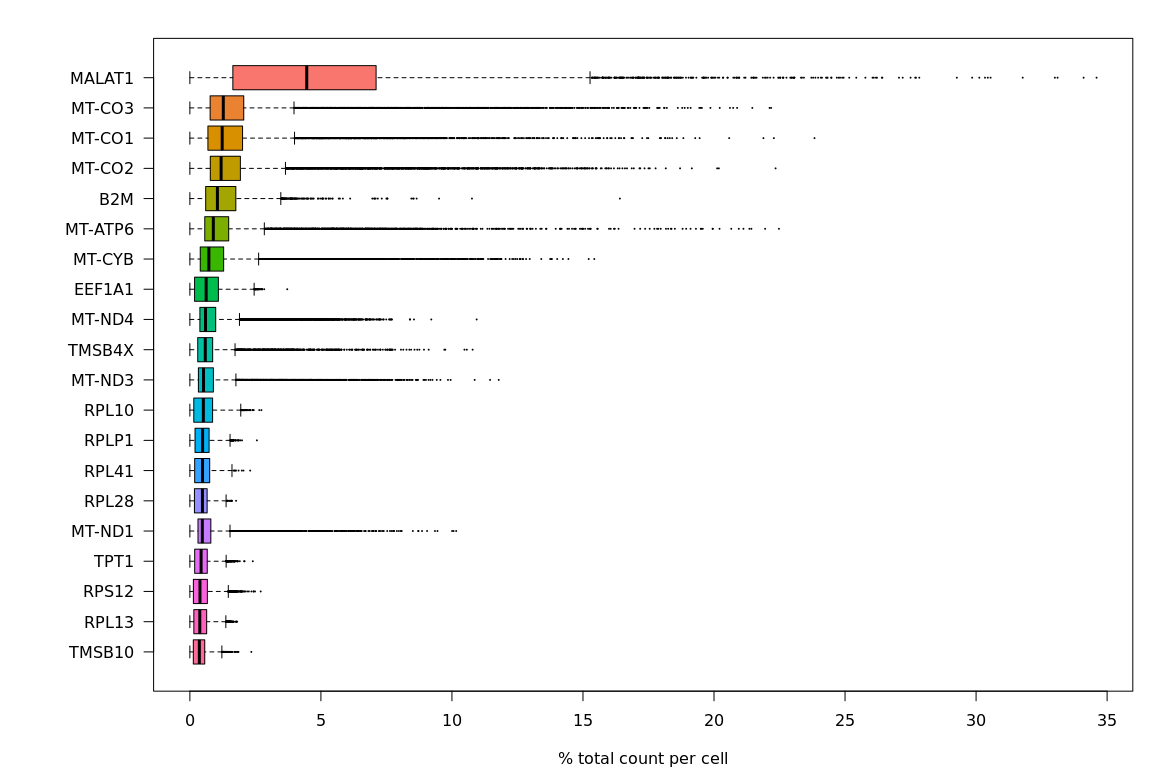 MALAT1
MT-CO3
MT-CO1
MT-CO2
B2M
MT-ATP6
MT-CYB
EEF1A1
MT-ND4
TMSB4X
MT-ND3
RPL10
RPLP1
RPL41
RPL28
MT-ND1
TPT1
RPS12
RPL13
TMSB10
0 5 10 15 20 25 30 35
% total count per cell